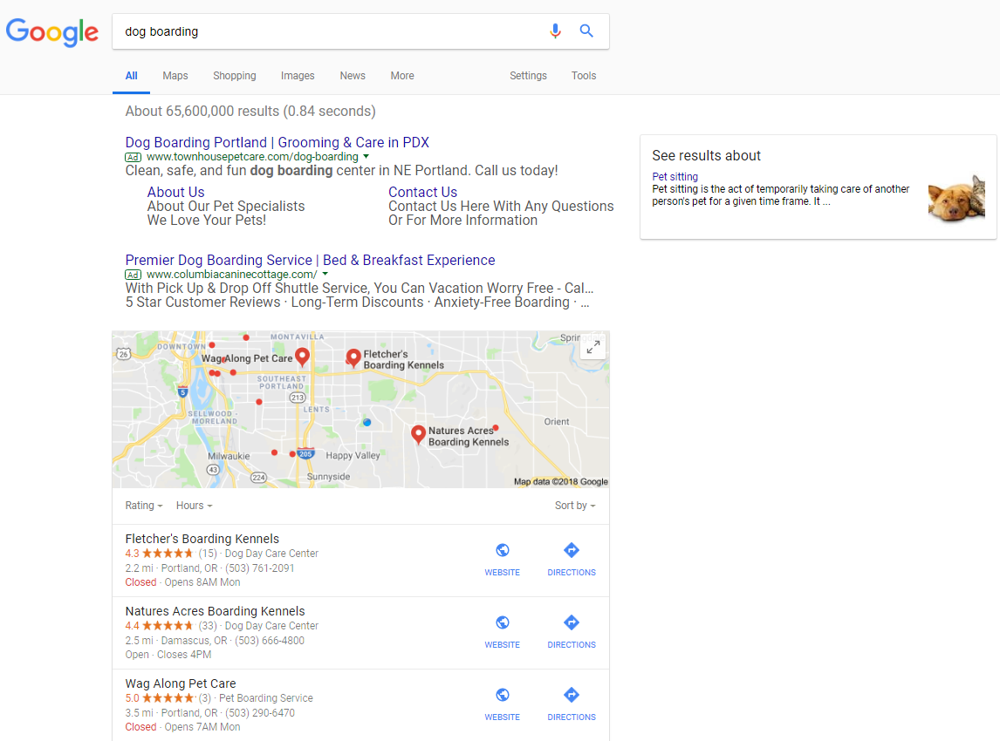 Google
dog boarding
All Maps Shopping Images News More Settings Tools
About 65,600,000 results (0.84 seconds)
Dog Boarding Portland | Grooming & Care in PDX
Ad www.townhousepetcare.com/dog-boarding
Clean, safe, and fun dog boarding center in NE Portland. Call us today!
About Us
About Our Pet Specialists
We Love Your Pets!
Contact Us
Contact Us Here With Any Questions
Or For More Information
Premier Dog Boarding Service | Bed & Breakfast Experience
Ad www.columbiacaninecottage.com/
With Pick Up & Drop Off Shuttle Service, You Can Vacation Worry Free - Cal...
5 Star Customer Reviews · Long-Term Discounts · Anxiety-Free Boarding · ...
See results about
Pet sitting
Pet sitting is the act of temporarily taking care of another
person's pet for a given time frame. It ...
MONTAVILLA
Spring
DOWNTOWN
26
Wag Along Pet Care
Fletcher's
Boarding Kennels
SOUTHEAST
PORTLAND
5
213
LENTS
SELLWOOD -
MORELAND
Orient
Natures Acres
Boarding Kennels
Milwaukie
205
Happy Valley
43
224
Sunnyside
Map data ©2018 Google
Rating Hours Sort by
Fletcher's Boarding Kennels
4.3 (15) · Dog Day Care Center
2.2 mi · Portland, OR · (503) 761-2091
Closed · Opens 8AM Mon
WEBSITE DIRECTIONS
Natures Acres Boarding Kennels
4.4 (33) · Dog Day Care Center
2.5 mi · Damascus, OR · (503) 666-4800
Open · Closes 4PM
WEBSITE DIRECTIONS
Wag Along Pet Care
5.0 (3) · Pet Boarding Service
3.5 mi · Portland, OR · (503) 290-6470
Closed · Opens 7AM Mon
WEBSITE DIRECTIONS